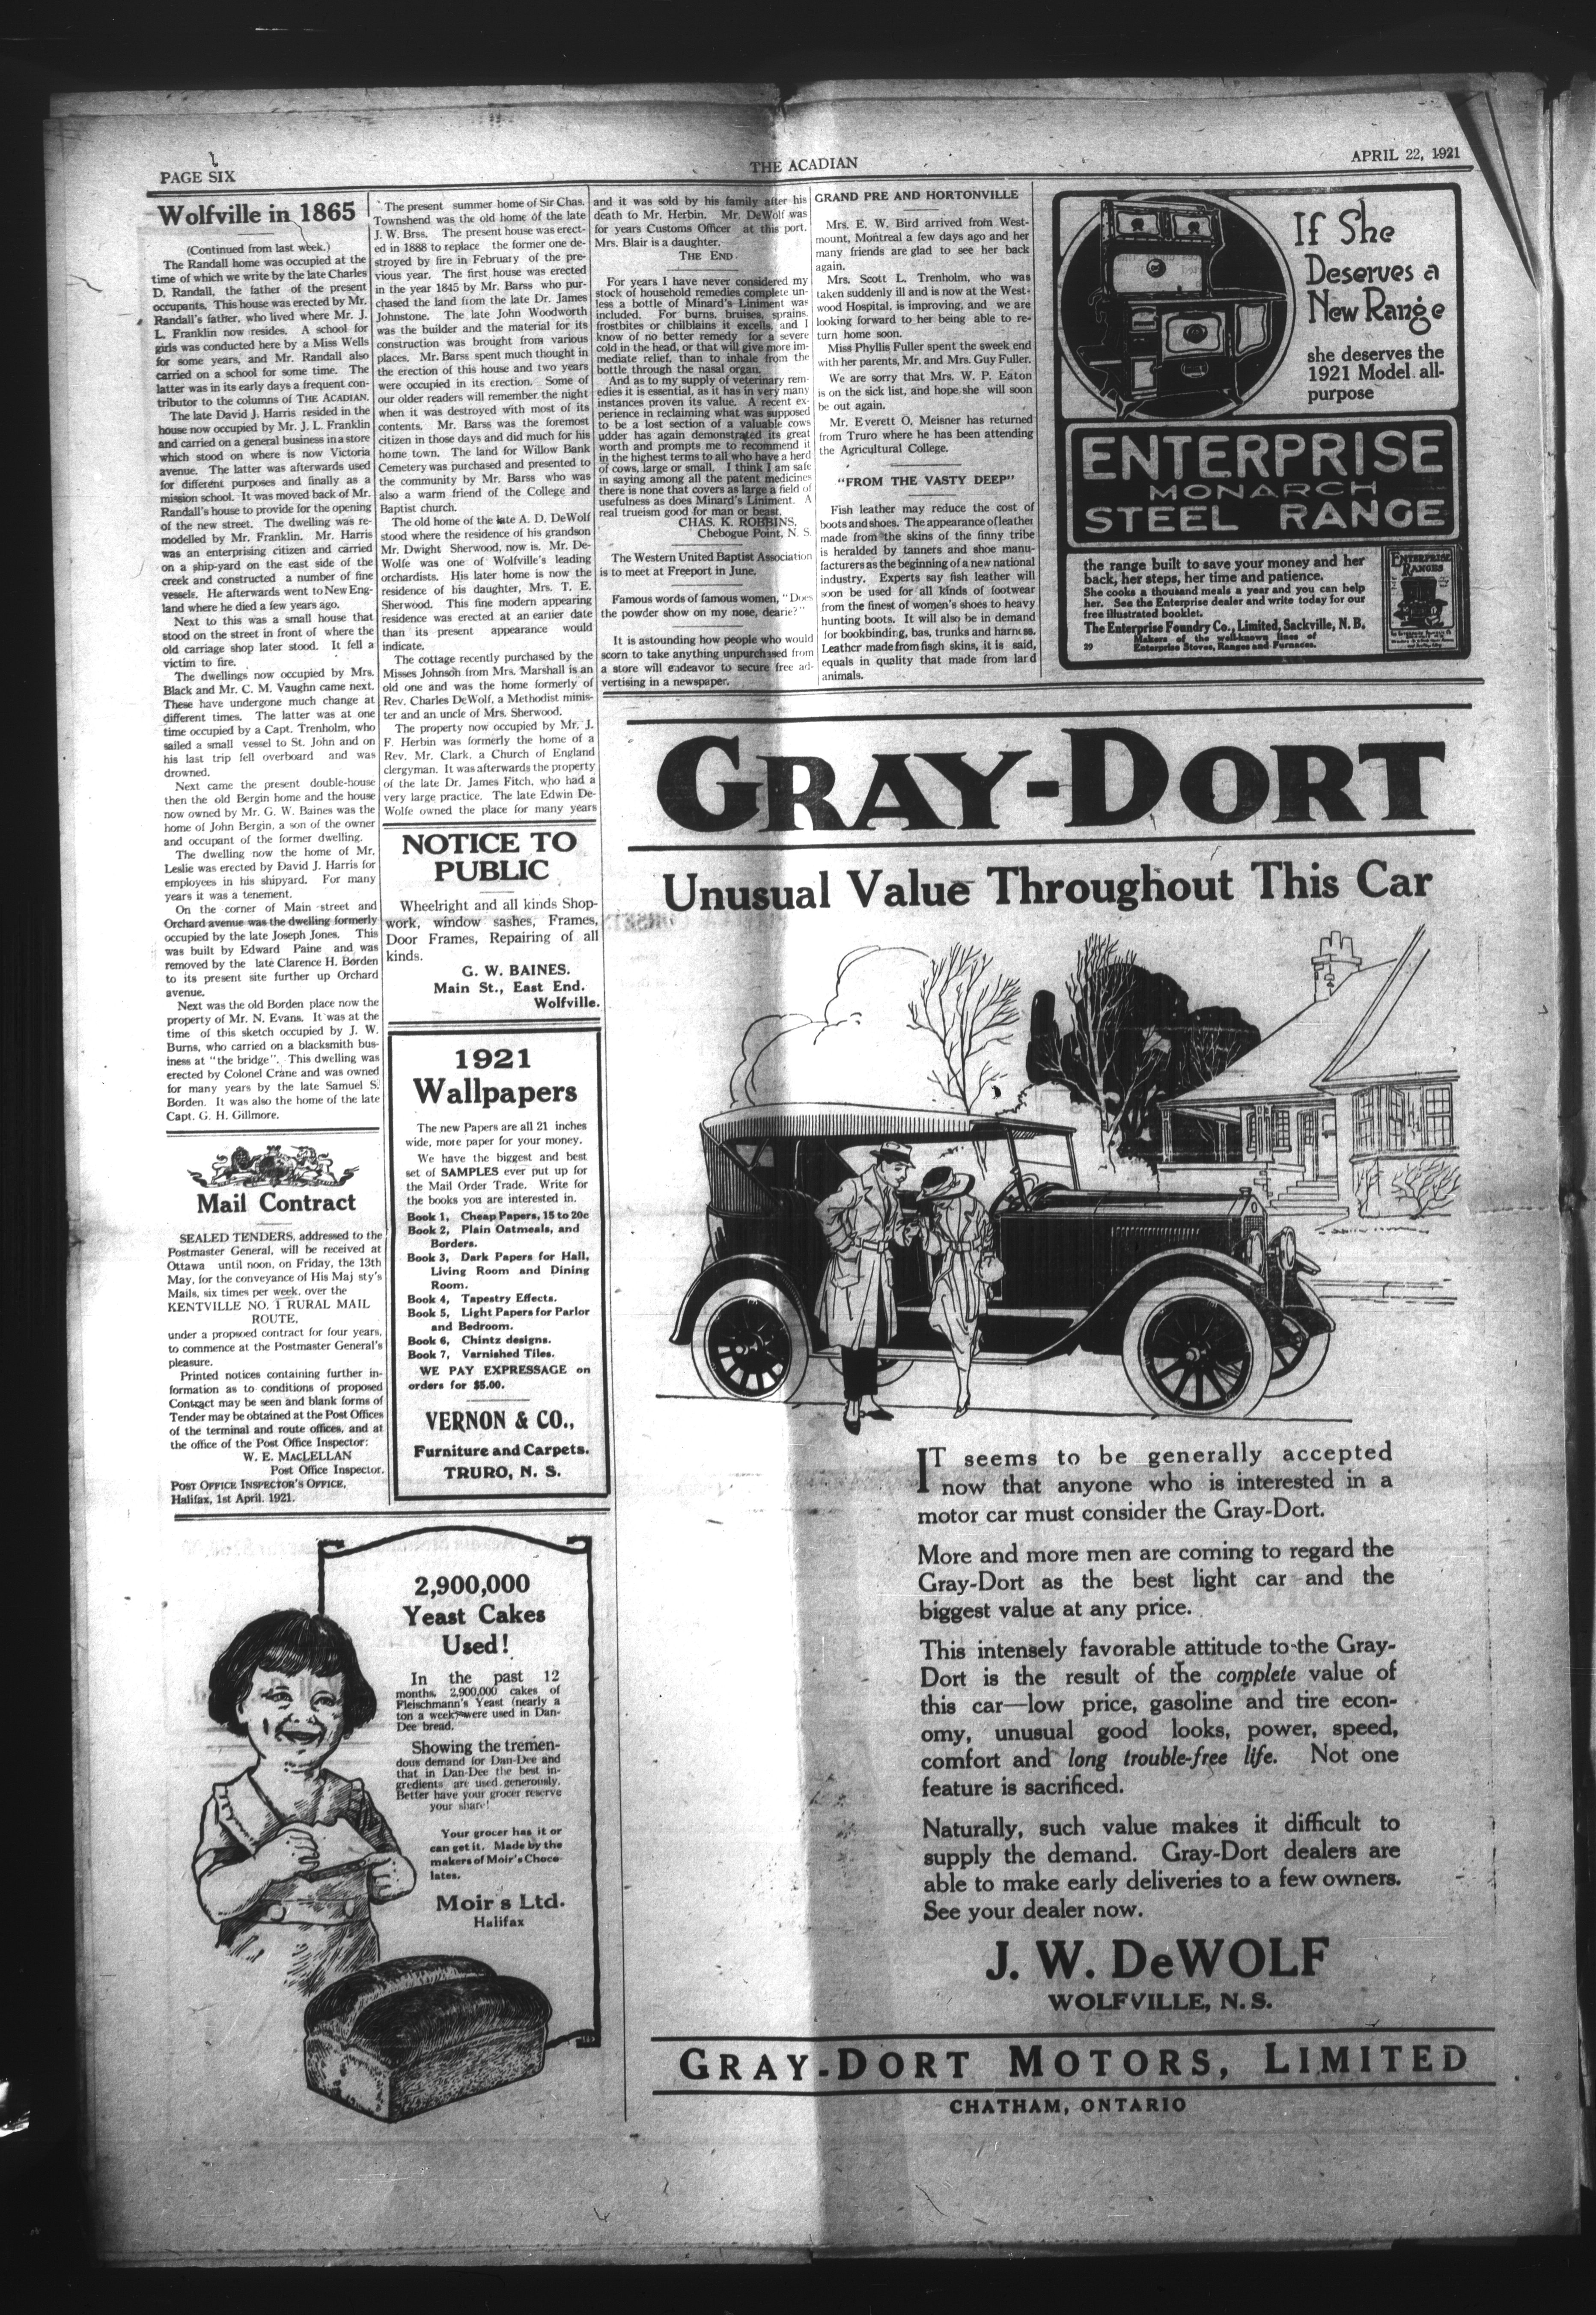 PAGE SIX
THE ACADIAN
APRIL 22, 1921
Wolfville in 1865
(Continued from last week.)
The Randall home was occupied at the
time of which we write by the late Charles
D. Randall, the father of the present
occupants. This house was erected by Mr.
Randall's father, who lived where Mr. J.
L. Franklin now resides. A school for
girls was conducted here by a Miss Wells
for some years, and Mr. Randall also
carried on a school for some time. The
latter was in its early days a frequent con-
tributor to the columns of THE ACADIAN.
The late David J. Harris resided in the
house now occupied by Mr. J. L. Franklin
and carried on a general business in a store
which stood on where is now Victoria
avenue. The latter was afterwards used
for different purposes and finally as a
mission school. It was moved back of Mr.
Randall's house to provide for the opening
of the new street. The dwelling was re-
modelled by Mr. Franklin. Mr. Harris
was an enterprising citizen and carried
on a ship-yard on the east side of the
creek and constructed a number of fine
vessels. He afterwards went to New Eng-
land where he died a few years ago.
Next to this was a small house that
stood on the street in front of where the
old carriage shop later stood. It fell a
victim to fire.
The dwellings now occupied by Mrs.
Black and Mr. C. M. Vaughn came next.
These have undergone much change at
different times. The latter was at one
time occupied by a Capt. Trenholm, who
sailed a small vessel to St. John and on
his last trip fell overboard and was
drowned.
Next came the present double-house
then the old Bergin home and the house
now owned by Mr. G. W. Baines was the
home of John Bergin, a son of the owner
and occupant of the former dwelling.
The dwelling now the home of Mr.
Leslie was erected by David J. Harris for
employees in his shipyard. For many
years it was a tenement.
On the corner of Main street and
Orchard avenue was the dwelling formerly
occupied by the late Joseph Jones. This
was built by Edward Paine and was
removed by the late Clarence H. Borden
to its present site further up Orchard
avenue.
Next was the old Borden place now the
property of Mr. N. Evans. It was at the
time of this sketch occupied by J. W.
Burns, who carried on a blacksmith bus-
iness at "the bridge". This dwelling was
erected by Colonel Crane and was owned
for many years by the late Samuel S.
Borden. It was also the home of the late
Capt. G. H. Gillmore.
Mail Contract
SEALED TENDERS, addressed to the
Postmaster General, will be received at
Ottawa until noon, on Friday, the 13th
May, for the conveyance of His Maj sty's
Mails, six times per week, over the
KENTVILLE NO. 1 RURAL MAIL
ROUTE,
under a propsoed contract for four years,
to commence at the Postmaster General's
pleasure.
Printed notices containing further in-
formation as to conditions of proposed
Contract may be seen and blank forms of
Tender may be obtained at the Post Offices
of the terminal and route offices, and at
the office of the Post Office Inspector:
W. E. MACLELLAN
Post Office Inspector.
POST OFFICE INSPECTOR'S OFFICE,
Halifax, 1st April. 1921.
The present summer home of Sir Chas.
Townshend was the old home of the late
J. W. Brss. The present house was erect-
ed in 1888 to replace the former one de-
stroyed by fire in February of the pre-
vious year. The first house was erected
in the year 1845 by Mr. Barss who pur-
chased the land from the late Dr. James
Johnstone. The late John Woodworth
was the builder and the material for its
construction was brought from various
places. Mr. Barss spent much thought in
the erection of this house and two years
were occupied in its erection. Some of
our older readers will remember the night
when it was destroyed with most of its
contents. Mr. Barss was the foremost
citizen in those days and did much for his
home town. The land for Willow Bank
Cemetery was purchased and presented to
the community by Mr. Barss who was
also a warm friend of the College and
Baptist church.
The old home of the late A. D. DeWolf
stood where the residence of his grandson
Mr. Dwight Sherwood, now is. Mr. De-
Wolfe was one of Wolfville's leading
orchardists. His later home is now the
residence of his daughter, Mrs. T. E.
Sherwood. This fine modern appearing
residence was erected at an earlier date
than its present appearance would
indicate.
The cottage recently purchased by the
Misses Johnson from Mrs. Marshall is an
old one and was the home formerly of
Rev. Charles DeWolf, a Methodist minis-
ter and an uncle of Mrs. Sherwood.
The property now occupied by Mr. J.
F. Herbin was formerly the home of a
Rev. Mr. Clark, a Church of England
clergyman. It was afterwards the property
of the late Dr. James Fitch, who had a
very large practice. The late Edwin De-
Wolfe owned the place for many years
NOTICE TO
PUBLIC
Wheelright and all kinds Shop-
work, window sashes, Frames,
Door Frames, Repairing of all
kinds.
G. W. BAINES.
Main St., East End.
Wolfville.
1921
Wallpapers
The new Papers are all 21 inches
wide, more paper for your money.
We have the biggest and best
set of SAMPLES ever put up for
the Mail Order Trade. Write for
the books you are interested in.
Book 1, Cheap Papers, 15 to 20c
Book 2, Plain Oatmeals, and
Borders.
Book 3, Dark Papers for Hall,
Living Room and Dining
Room.
Book 4, Tapestry Effects.
Book 5, Light Papers for Parlor
and Bedroom.
Book 6, Chintz designs.
Book 7, Varnished Tiles.
WE PAY EXPRESSAGE on
orders for $5.00.
VERNON & CO.,
Furniture and Carpets.
TRURO, N. S.
2,900,000
Yeast Cakes
Used!
In the past 12
months, 2,900,000 cakes of
Fleischmann's Yeast (nearly a
ton a week) were used in Dan-
Dee bread.
Showing the tremen-
dous demand for Dan-Dee and
that in Dan-Dee the best in-
gredients are used generously.
Better have your grocer reserve
your share!
Your grocer has it or
can get it. Made by the
makers of Moir's Choco-
lates.
Moir s Ltd.
Halifax
and it was sold by his family after his
death to Mr. Herbin. Mr. DeWolf was
for years Customs Officer at this port.
Mrs. Blair is a daughter.
THE END.
For years I have never considered my
stock of household remedies complete un-
less a bottle of Minard's Liniment was
included. For burns, bruises, sprains,
frostbites or chilblains it excells, and I
know of no better remedy for a severe
cold in the head, or that will give more im-
mediate relief, than to inhale from the
bottle through the nasal organ.
And as to my supply of veterinary rem-
edies it is essential, as it has in very many
instances proven its value. A recent ex-
perience in reclaiming what was supposed
to be a lost section of a valuable cows
udder has again demonstrated its great
worth and prompts me to recommend it
in the highest terms to all who have a herd
of cows, large or small. I think I am safe
in saying among all the patent medicines
there is none that covers as large a field of
usefulness as does Minard's Liniment. A
real trueism good for man or beast.
CHAS. K. ROBBINS.
Chebogue Point, N. S.
The Western United Baptist Association
is to meet at Freeport in June.
Famous words of famous women, "Does
the powder show on my nose, dearie?"
It is astounding how people who would
scorn to take anything unpurchased from
a store will endeavor to secure free ad-
vertising in a newspaper.
GRAND PRE AND HORTONVILLE
Mrs. E. W. Bird arrived from West-
mount, Montreal a few days ago and her
many friends are glad to see her back
again.
Mrs. Scott L. Trenholm, who was
taken suddenly ill and is now at the West-
wood Hospital, is improving, and we are
looking forward to her being able to re-
turn home soon.
Miss Phyllis Fuller spent the sweek end
with her parents, Mr. and Mrs. Guy Fuller.
We are sorry that Mrs. W. P. Eaton
is on the sick list, and hope she will soon
be out again.
Mr. Everett O. Meisner has returned
from Truro where he has been attending
the Agricultural College.
"FROM THE VASTY DEEP"
Fish leather may reduce the cost of
boots and shoes. The appearance of leather
made from the skins of the finny tribe
is heralded by tanners and shoe manu-
facturers as the beginning of a new national
industry. Experts say fish leather will
soon be used for all kinds of footwear
from the finest of women's shoes to heavy
hunting boots. It will also be in demand
for bookbinding, bas, trunks and harness.
Leather made from fisgh skins, it is said,
equals in quality that made from lard
animals.
If She
Deserves a
New Range
she deserves the
1921 Model all-
purpose
ENTERPRISE
MONARCH
STEEL RANGE
the range built to save your money and her
back, her steps, her time and patience.
She cooks a thousand meals a year and you can help
her. See the Enterprise dealer and write today for our
free illustrated booklet.
The Enterprise Foundry Co., Limited, Sackville, N. B.
Makers of the well-known lines of
29 Enterprise Stoves, Ranges and Furnaces.
ENTERPRISE
RANGES
GRAY-DORT
Unusual Value Throughout This Car
IT seems to be generally accepted
now that anyone who is interested in a
motor car must consider the Gray-Dort.
More and more men are coming to regard the
Gray-Dort as the best light car and the
biggest value at any price.
This intensely favorable attitude to the Gray-
Dort is the result of the complete value of
this car—low price, gasoline and tire econ-
omy, unusual good looks, power, speed,
comfort and long trouble-free life. Not one
feature is sacrificed.
Naturally, such value makes it difficult to
supply the demand. Gray-Dort dealers are
able to make early deliveries to a few owners.
See your dealer now.
J. W. DeWOLF
WOLFVILLE, N. S.
GRAY-DORT MOTORS, LIMITED
CHATHAM, ONTARIO